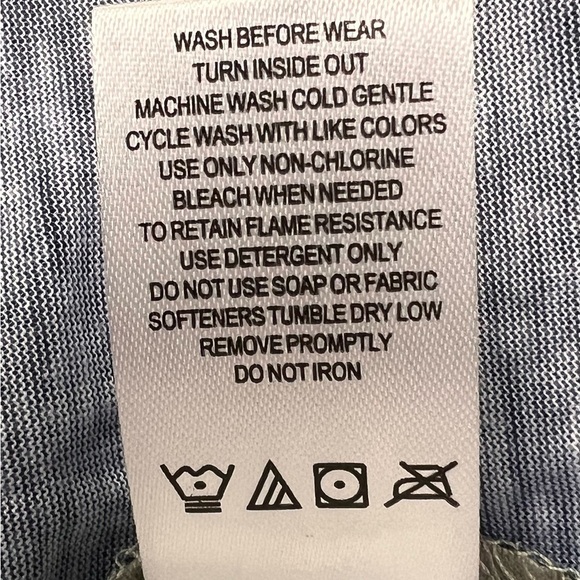 WASH BEFORE WEAR
TURN INSIDE OUT
MACHINE WASH COLD GENTLE
CYCLE WASH WITH LIKE COLORS
USE ONLY NON-CHLORINE
BLEACH WHEN NEEDED
TO RETAIN FLAME RESISTANCE
USE DETERGENT ONLY
DO NOT USE SOAP OR FABRIC
SOFTENERS TUMBLE DRY LOW
REMOVE PROMPTLY
DO NOT IRON